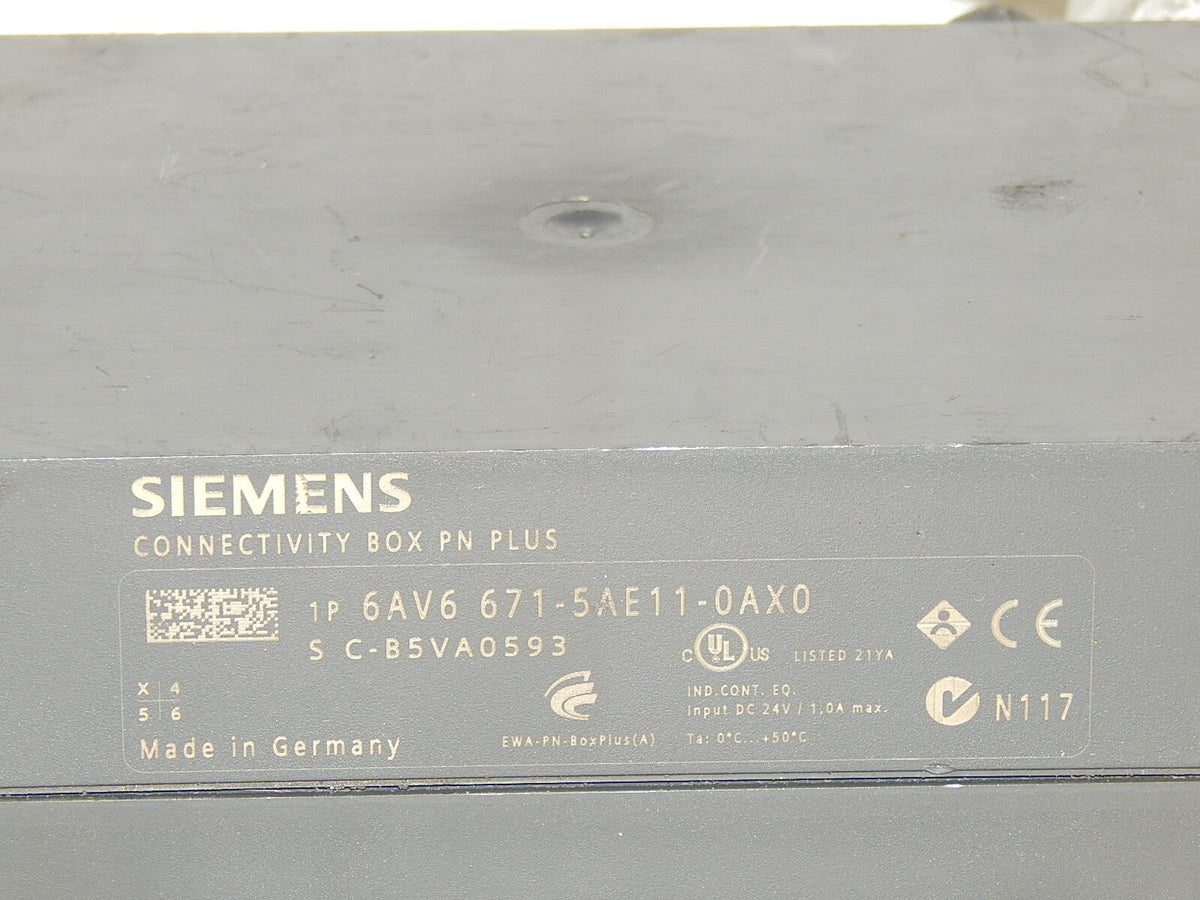 SIEMENS
CONNECTIVITY BOX PN PLUS
1P 6AV6 671-5AE11-0AX0
S C-B5VA0593
C UL US LISTED 21YA
CE
X 4
5 6
IND.CONT. EQ.
Input DC 24V / 1,0A max.
N117
Made in Germany
EWA-PN-BoxPlus(A)
Ta: 0°C...+50°C